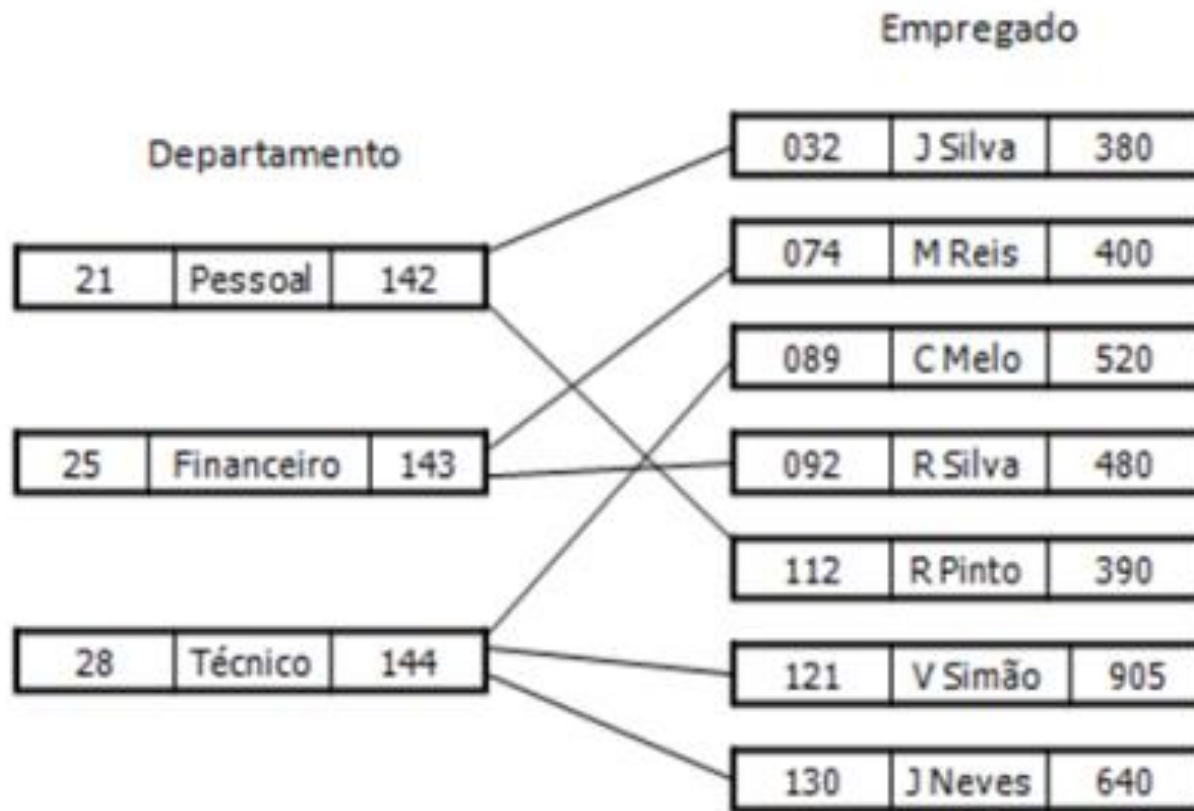 Departamento
21 Pessoal 142
25 Financeiro 143
28 Técnico 144
Empregado
032 J Silva 380
074 M Reis 400
089 C Melo 520
092 R Silva 480
112 R Pinto 390
121 V Simão 905
130 J Neves 640